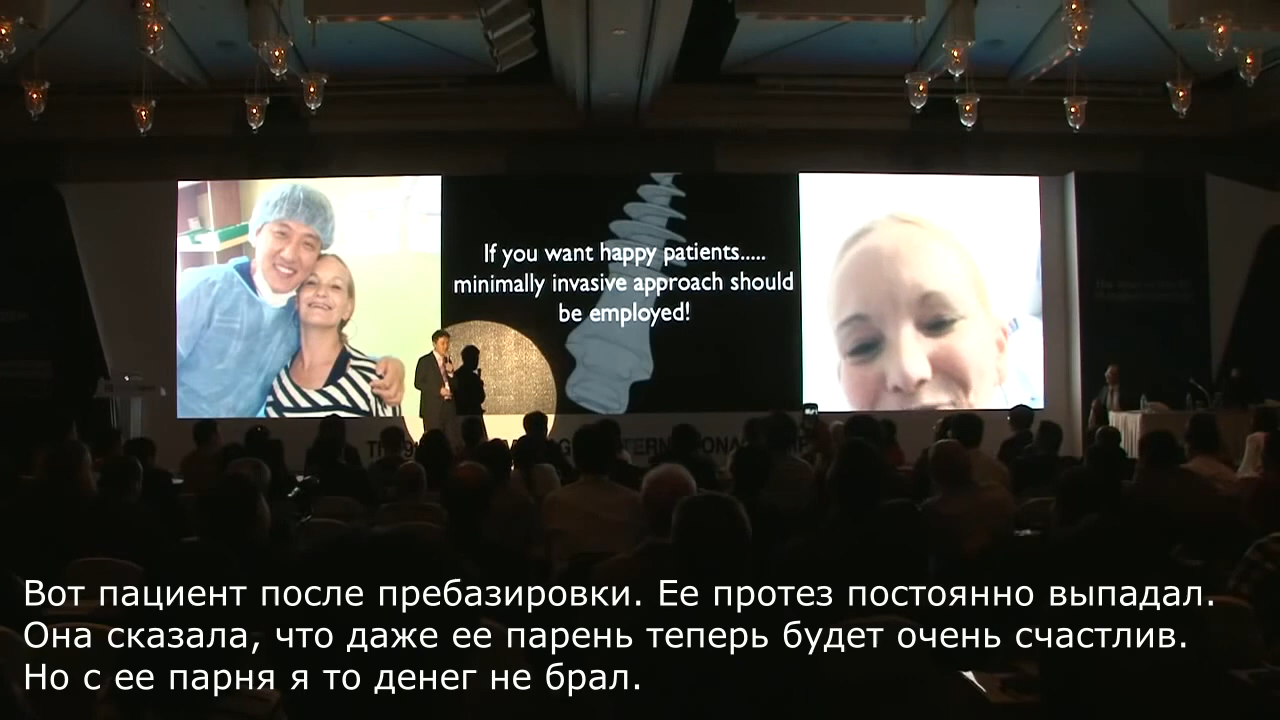 If you want happy patients.....
minimally invasive approach should
be employed!
Вот пациент после пребазировки. Ее протез постоянно выпадал.
Она сказала, что даже ее парень теперь будет очень счастлив.
Но с ее парня я то денег не брал.